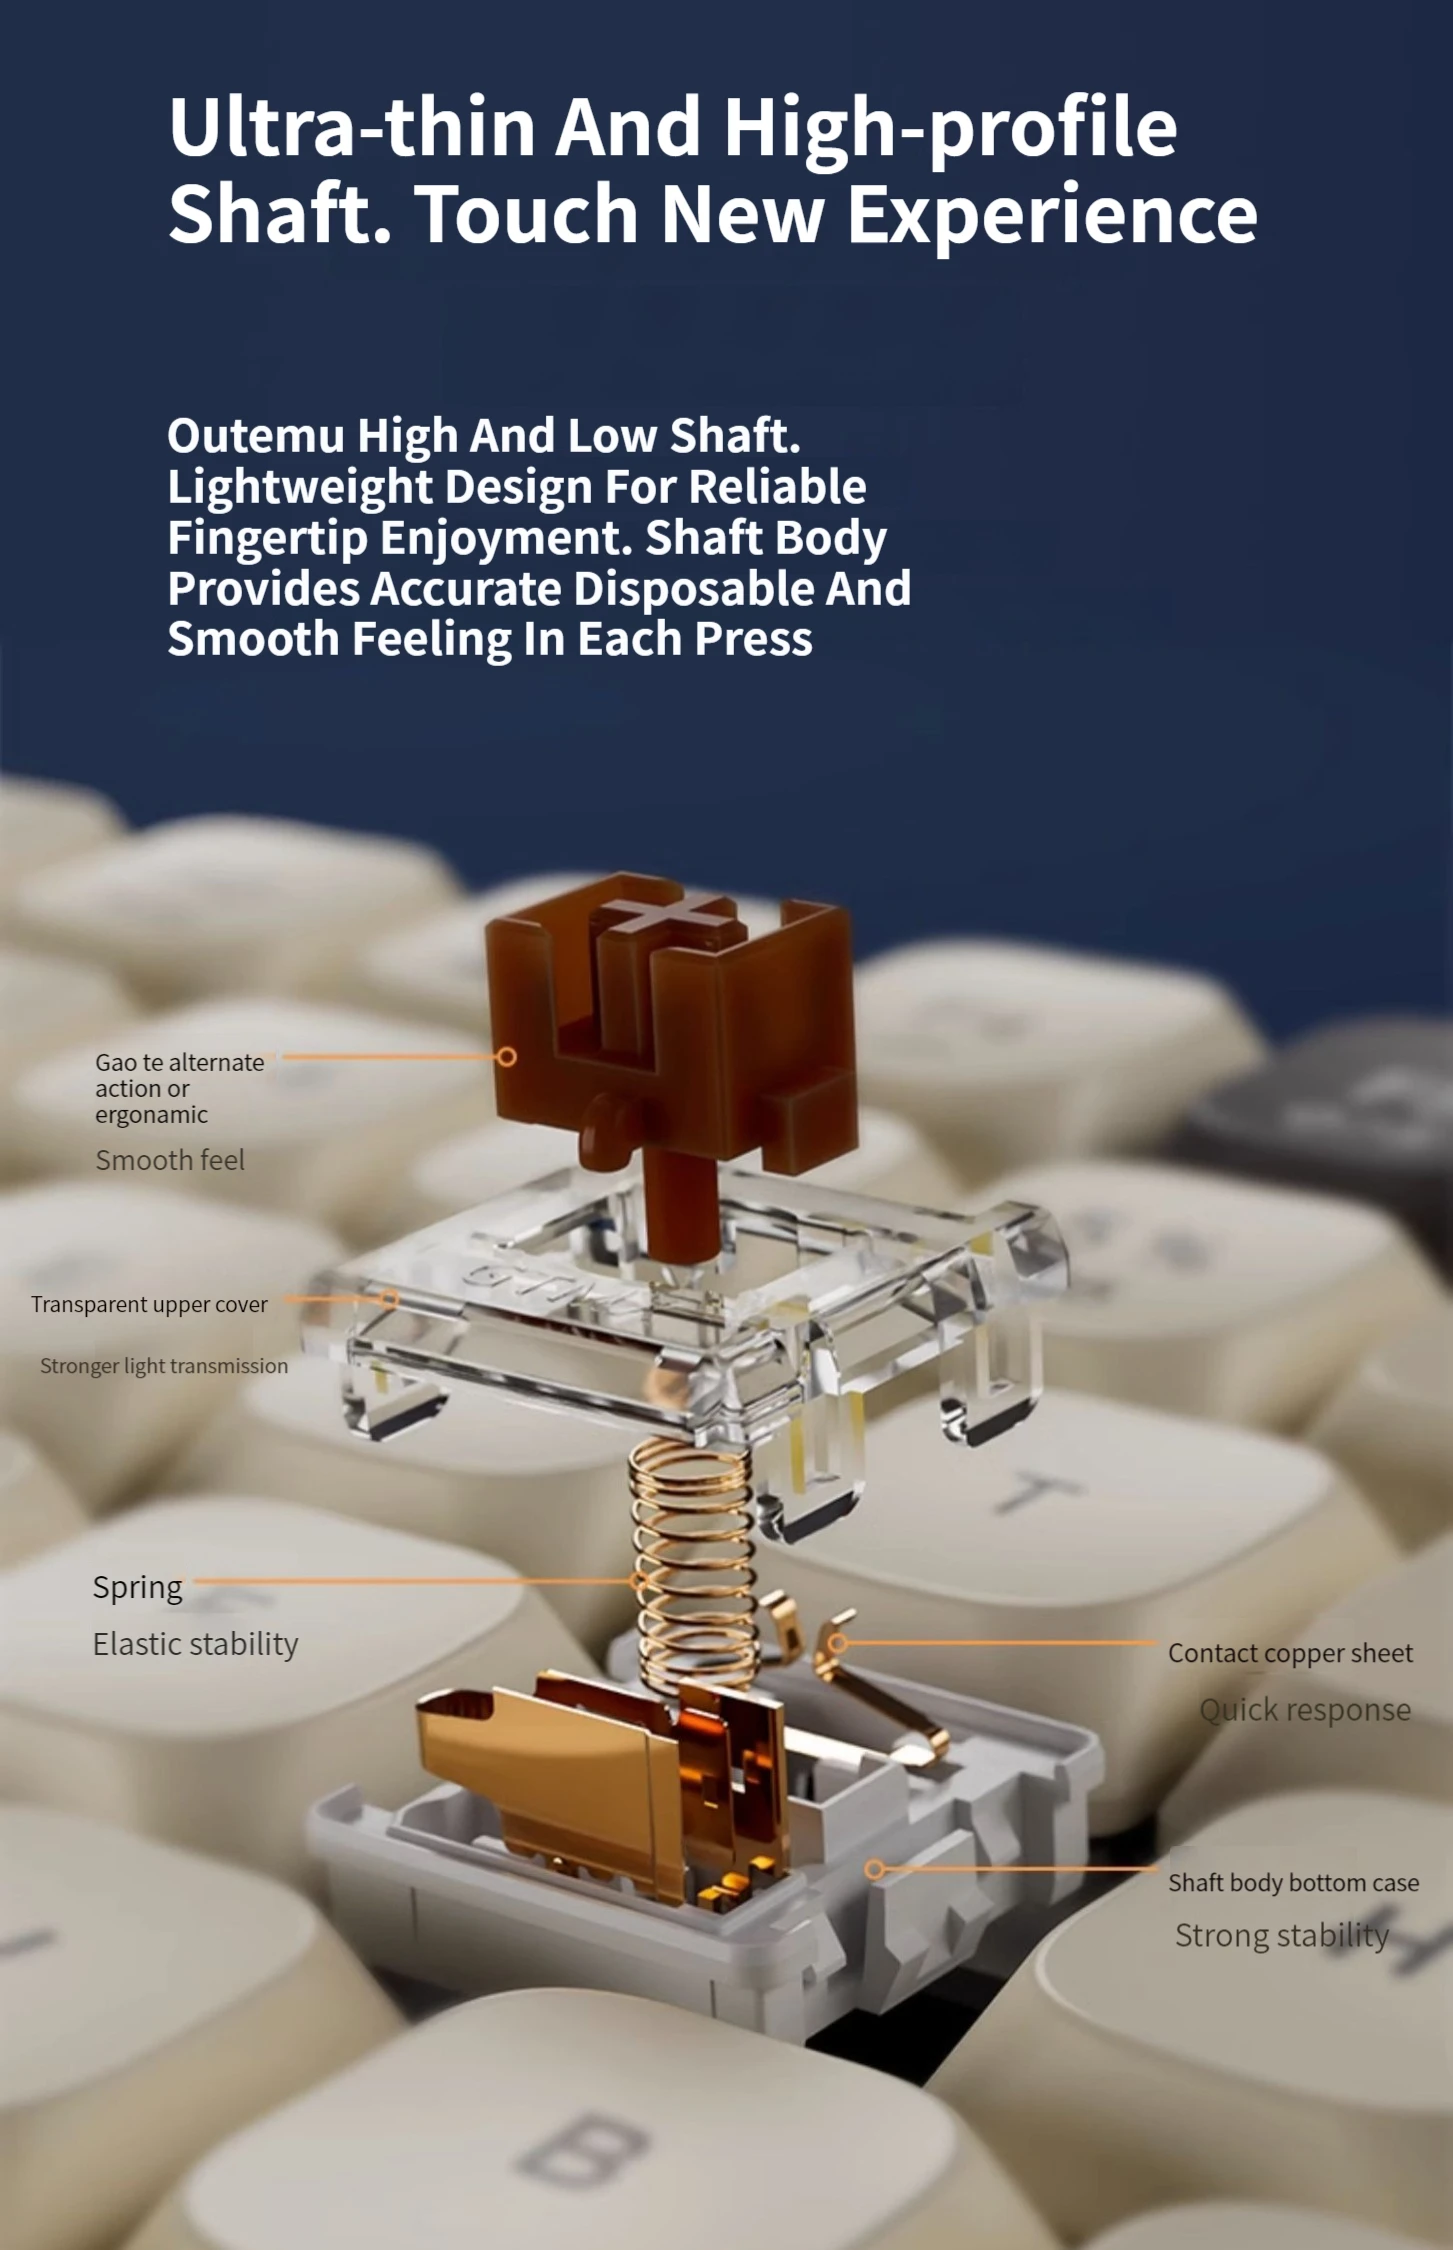 Ultra-thin And High-profile
Shaft. Touch New Experience
Outemu High And Low Shaft.
Lightweight Design For Reliable
Fingertip Enjoyment. Shaft Body
Provides Accurate Disposable And
Smooth Feeling In Each Press
Gao te alternate
action or
ergonamic
Smooth feel
Transparent upper cover
Stronger light transmission
T
Spring
Elastic stability
Contact copper sheet
Quick response
Shaft body bottom case
Strong stability
H
B